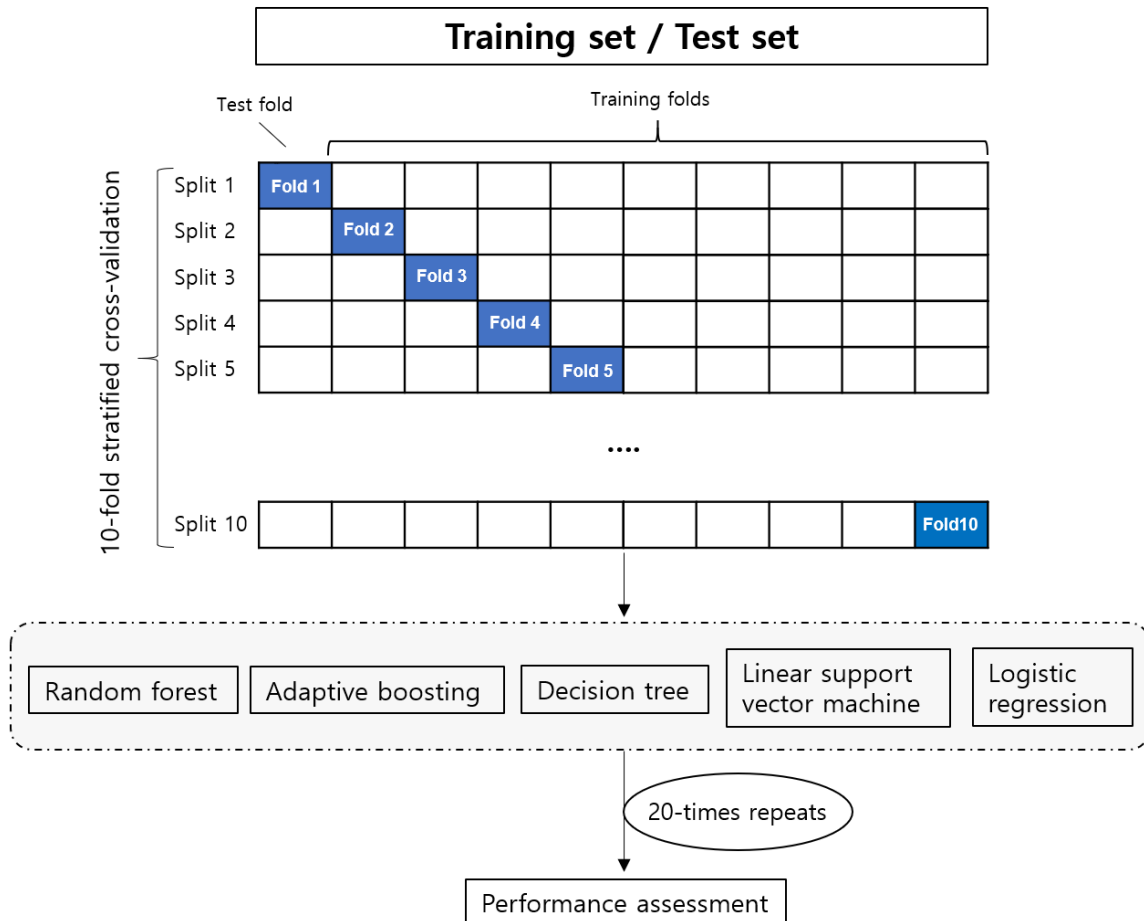 Training set / Test set
Test fold
Training folds
10-fold stratified cross-validation
Split 1
Fold 1
Split 2
Fold 2
Split 3
Fold 3
Split 4
Fold 4
Split 5
Fold 5
....
Split 10
Fold10
Random forest
Adaptive boosting
Decision tree
Linear support
vector machine
Logistic
regression
20-times repeats
Performance assessment